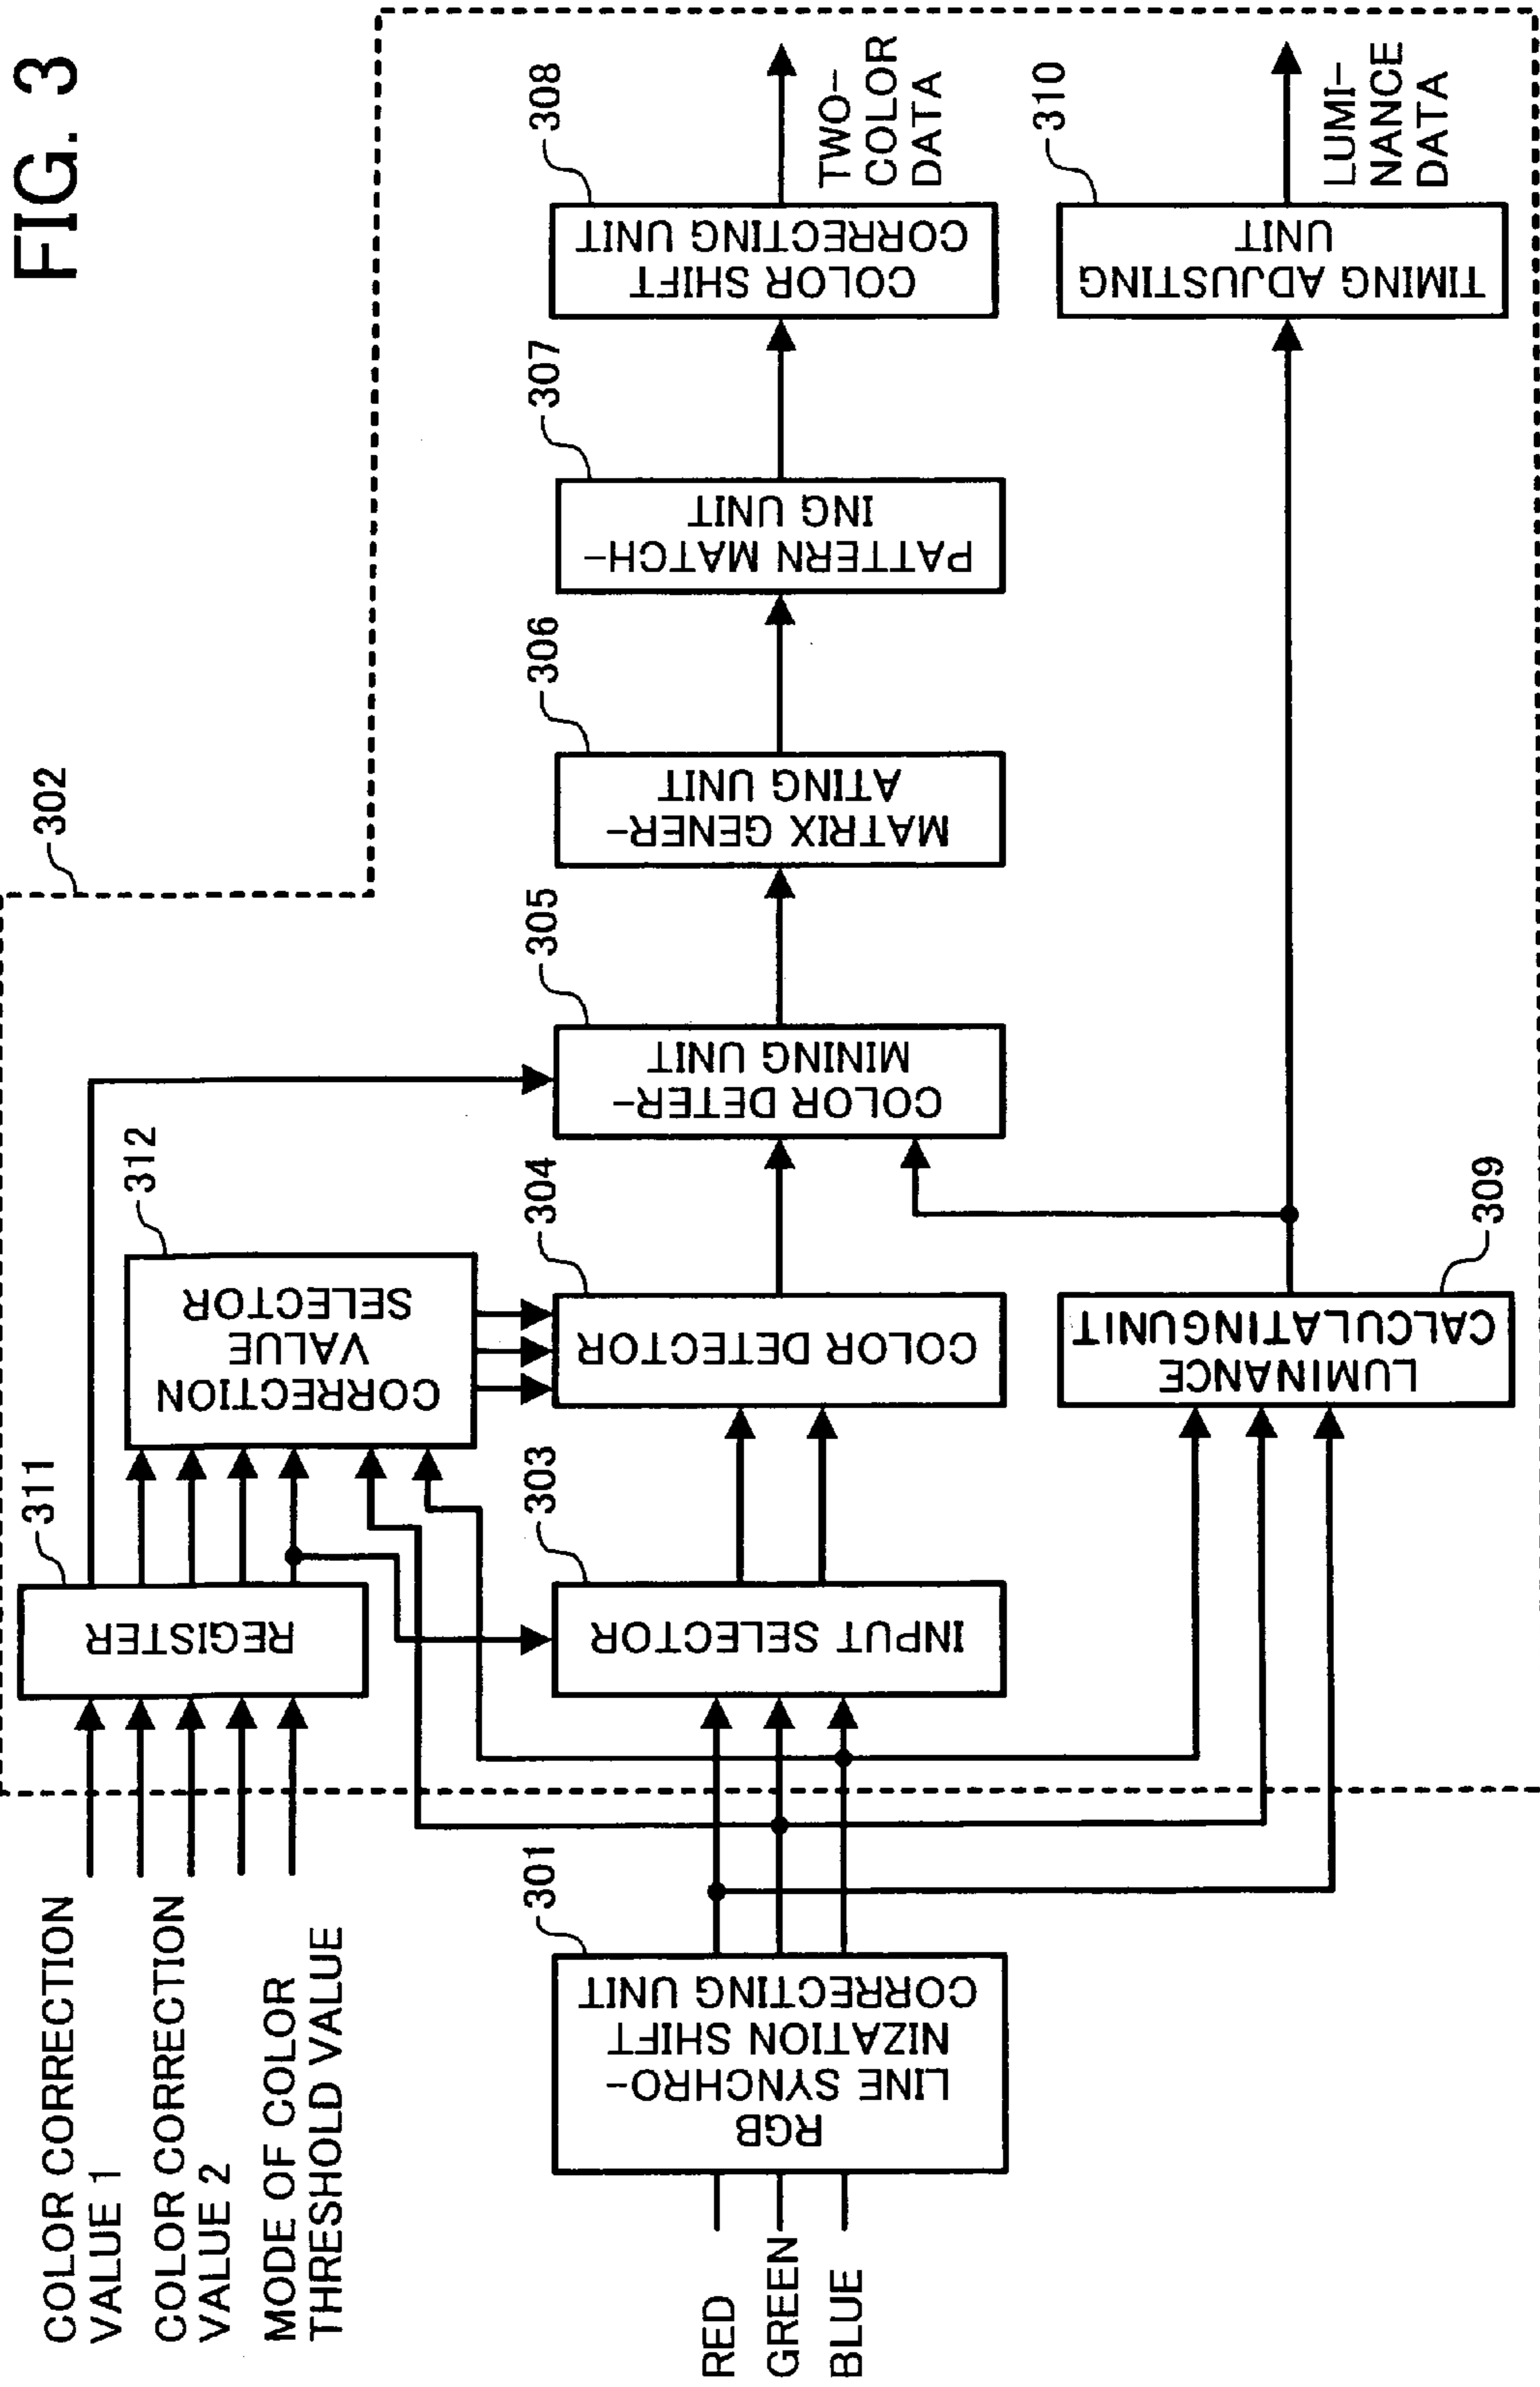 FIG. 3
302
COLOR CORRECTION
VALUE 1
COLOR CORRECTION
VALUE 2
MODE OF COLOR
THRESHOLD VALUE
311
REGISTER
312
CORRECTION
VALUE
SELECTOR
RED
GREEN
BLUE
301
RGB
LINE SYNCHRO-
NIZATION SHIFT
CORRECTING UNIT
303
INPUT SELECTOR
304
COLOR DETECTOR
305
COLOR DETER-
MINING UNIT
306
MATRIX GENER-
ATING UNIT
307
PATTERN MATCH-
ING UNIT
308
COLOR SHIFT
CORRECTING UNIT
TWO-
COLOR
DATA
309
LUMINANCE
CALCULATINGUNIT
310
TIMING ADJUSTING
UNIT
LUMI-
NANCE
DATA